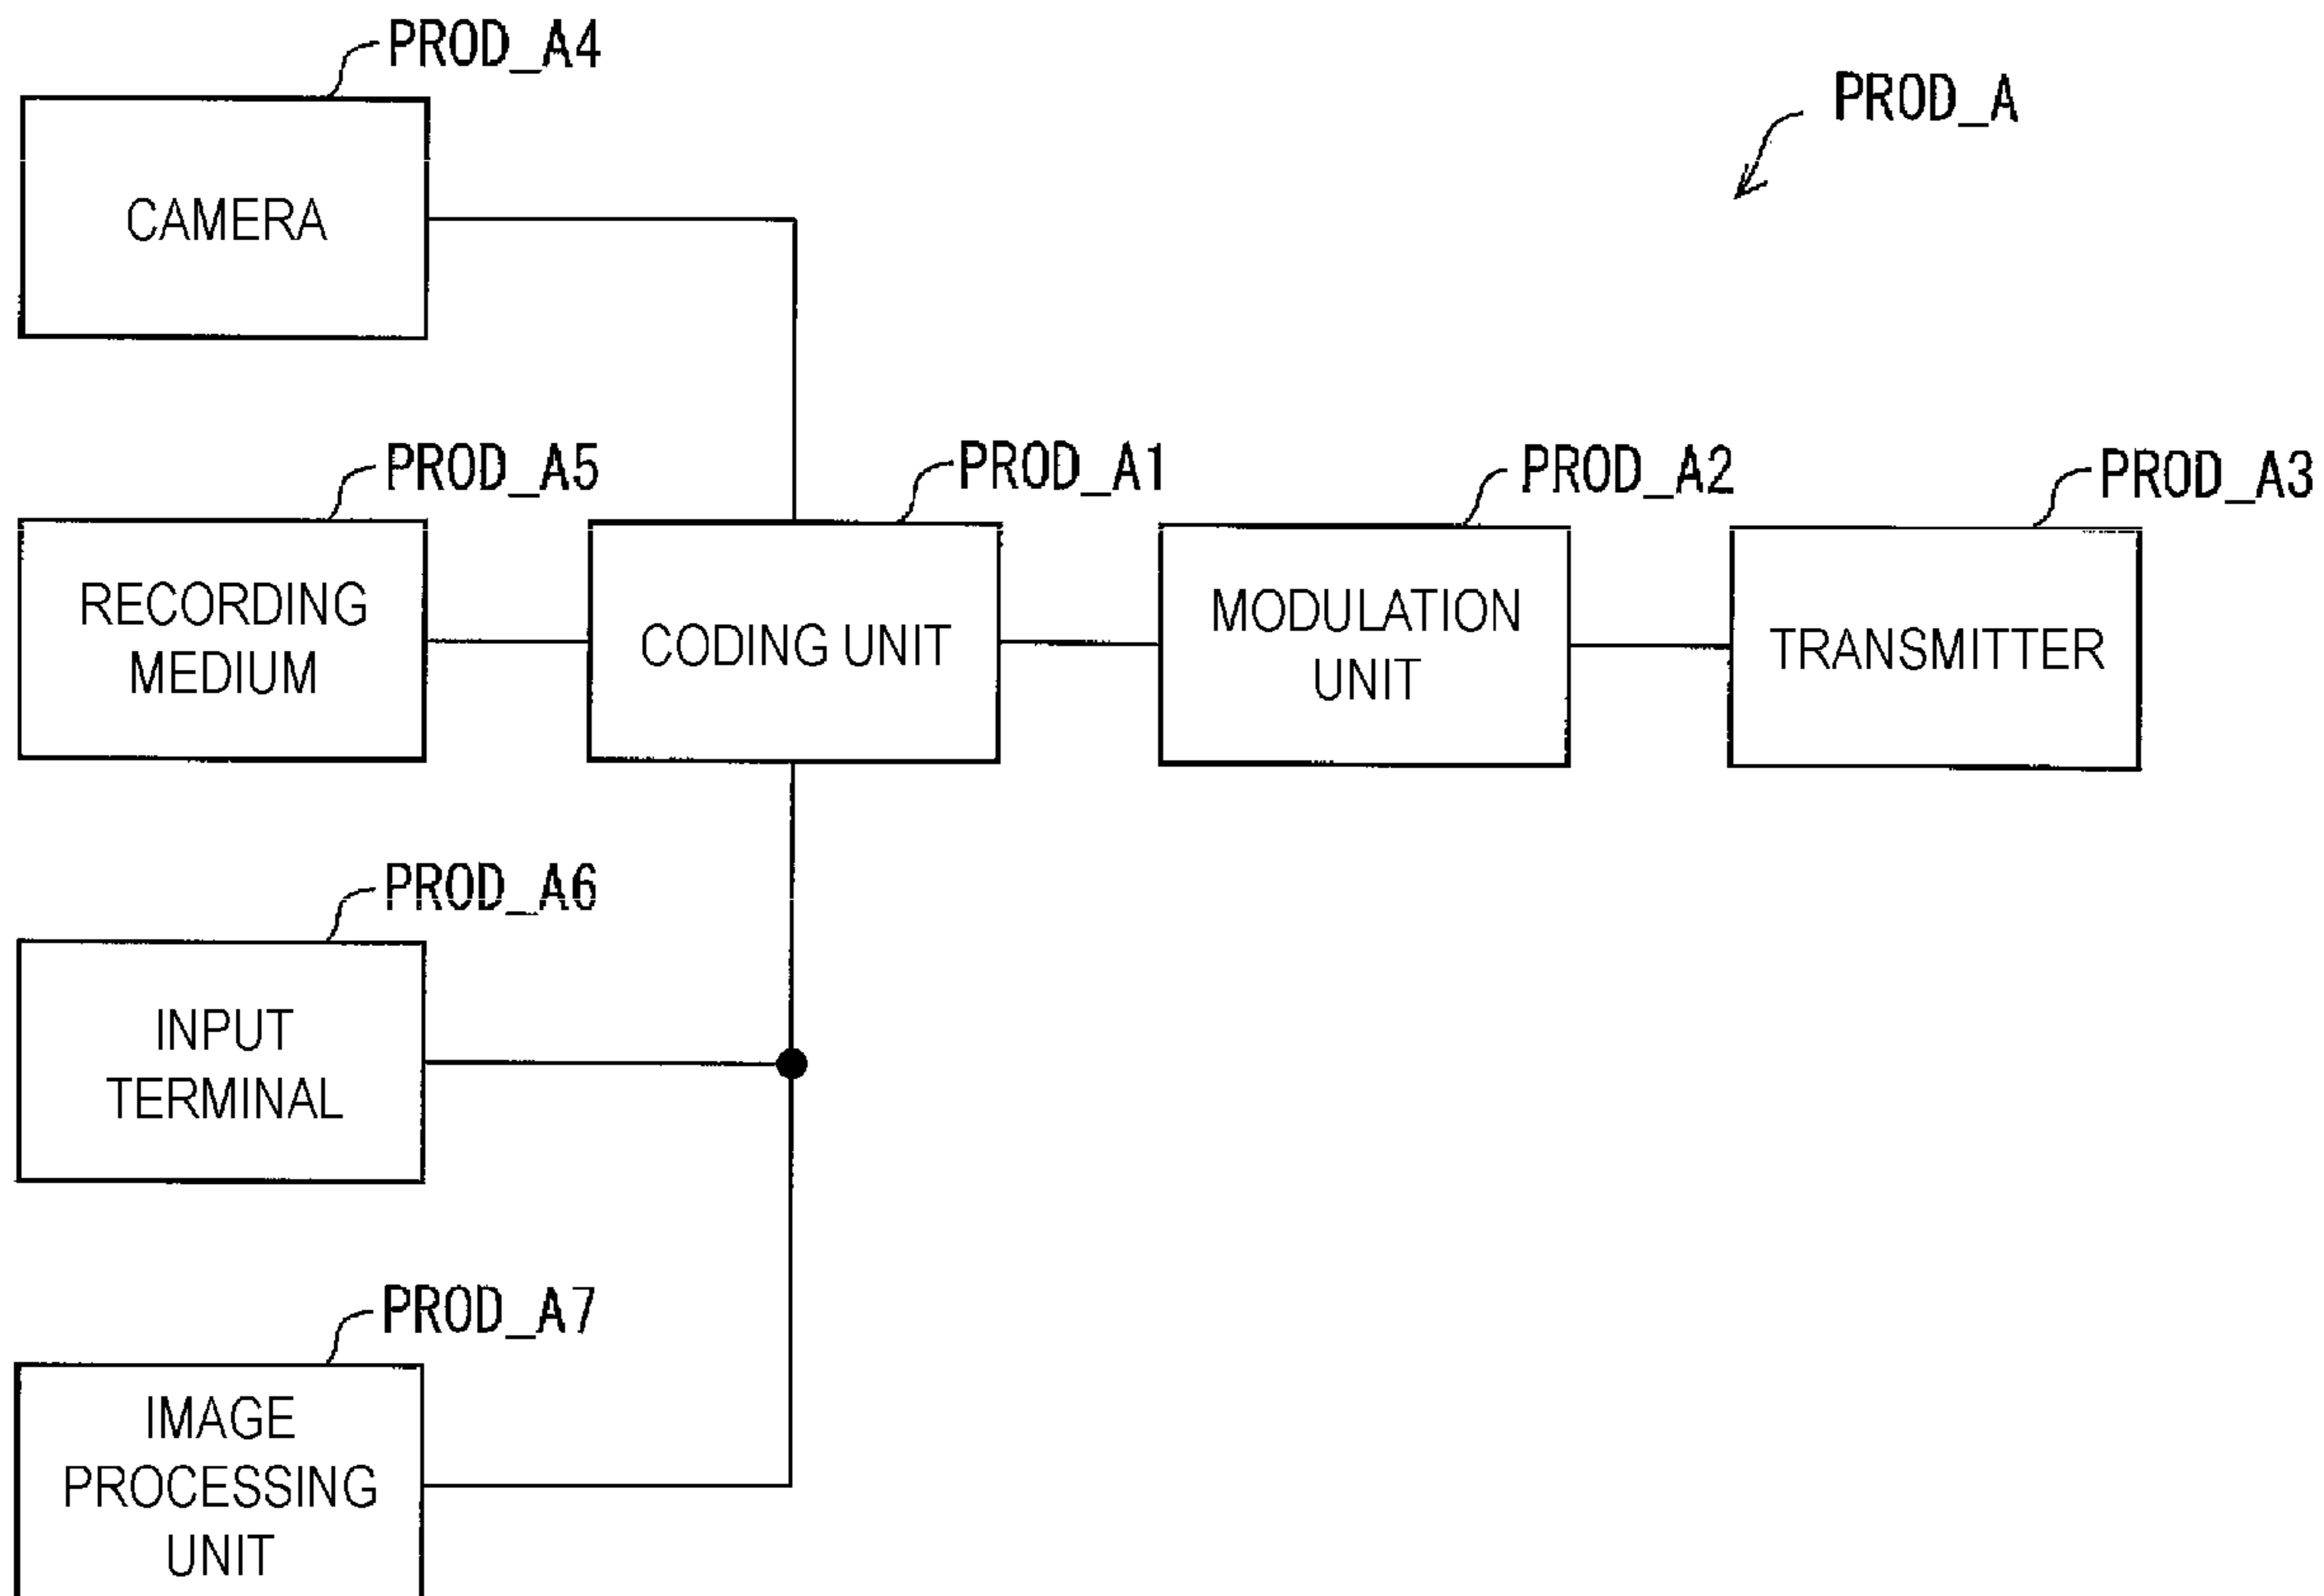 PROD_A4
PROD_A
CAMERA
PROD_A5
PROD_A1
PROD_A2
PROD_A3
RECORDING
MEDIUM
CODING UNIT
MODULATION
UNIT
TRANSMITTER
PROD_A6
INPUT
TERMINAL
PROD_A7
IMAGE
PROCESSING
UNIT